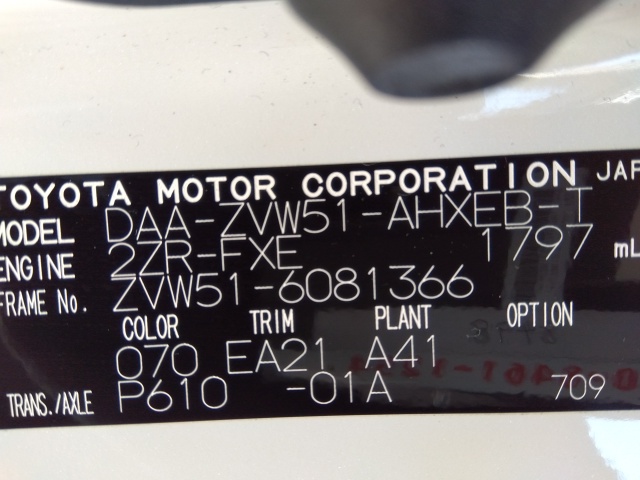 TOYOTA MOTOR CORPORATION JAP
MODEL DAA-ZVW51-AHXEB-T
ENGINE 2ZR-FXE 1797 mL
FRAME No. ZVW51-6081366
COLOR TRIM PLANT OPTION
070 EA21 A41
TRANS./AXLE P610 -01A 709